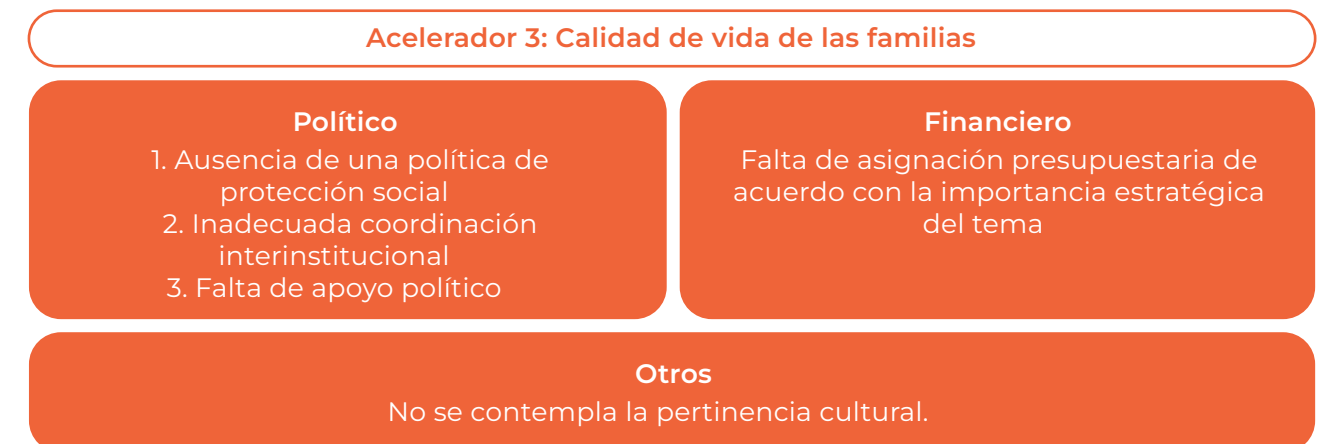 Acelerador 3: Calidad de vida de las familias
Político
1. Ausencia de una política de
protección social
2. Inadecuada coordinación
interinstitucional
3. Falta de apoyo político
Financiero
Falta de asignación presupuestaria de
acuerdo con la importancia estratégica
del tema
Otros
No se contempla la pertinencia cultural.